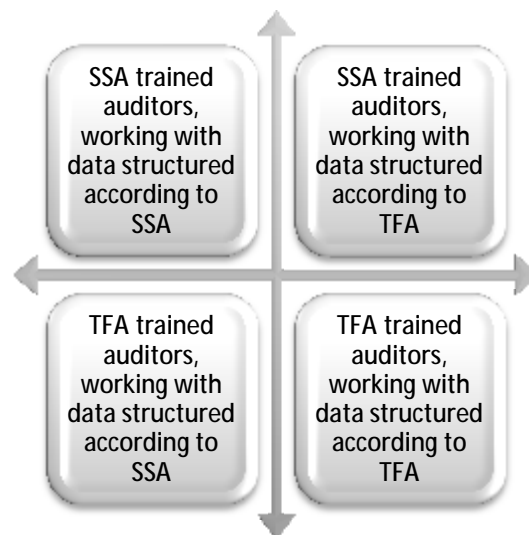 SSA trained
auditors,
working with
data structured
according to
SSA
SSA trained
auditors,
working with
data structured
according to
TFA
TFA trained
auditors,
working with
data structured
according to
SSA
TFA trained
auditors,
working with
data structured
according to
TFA